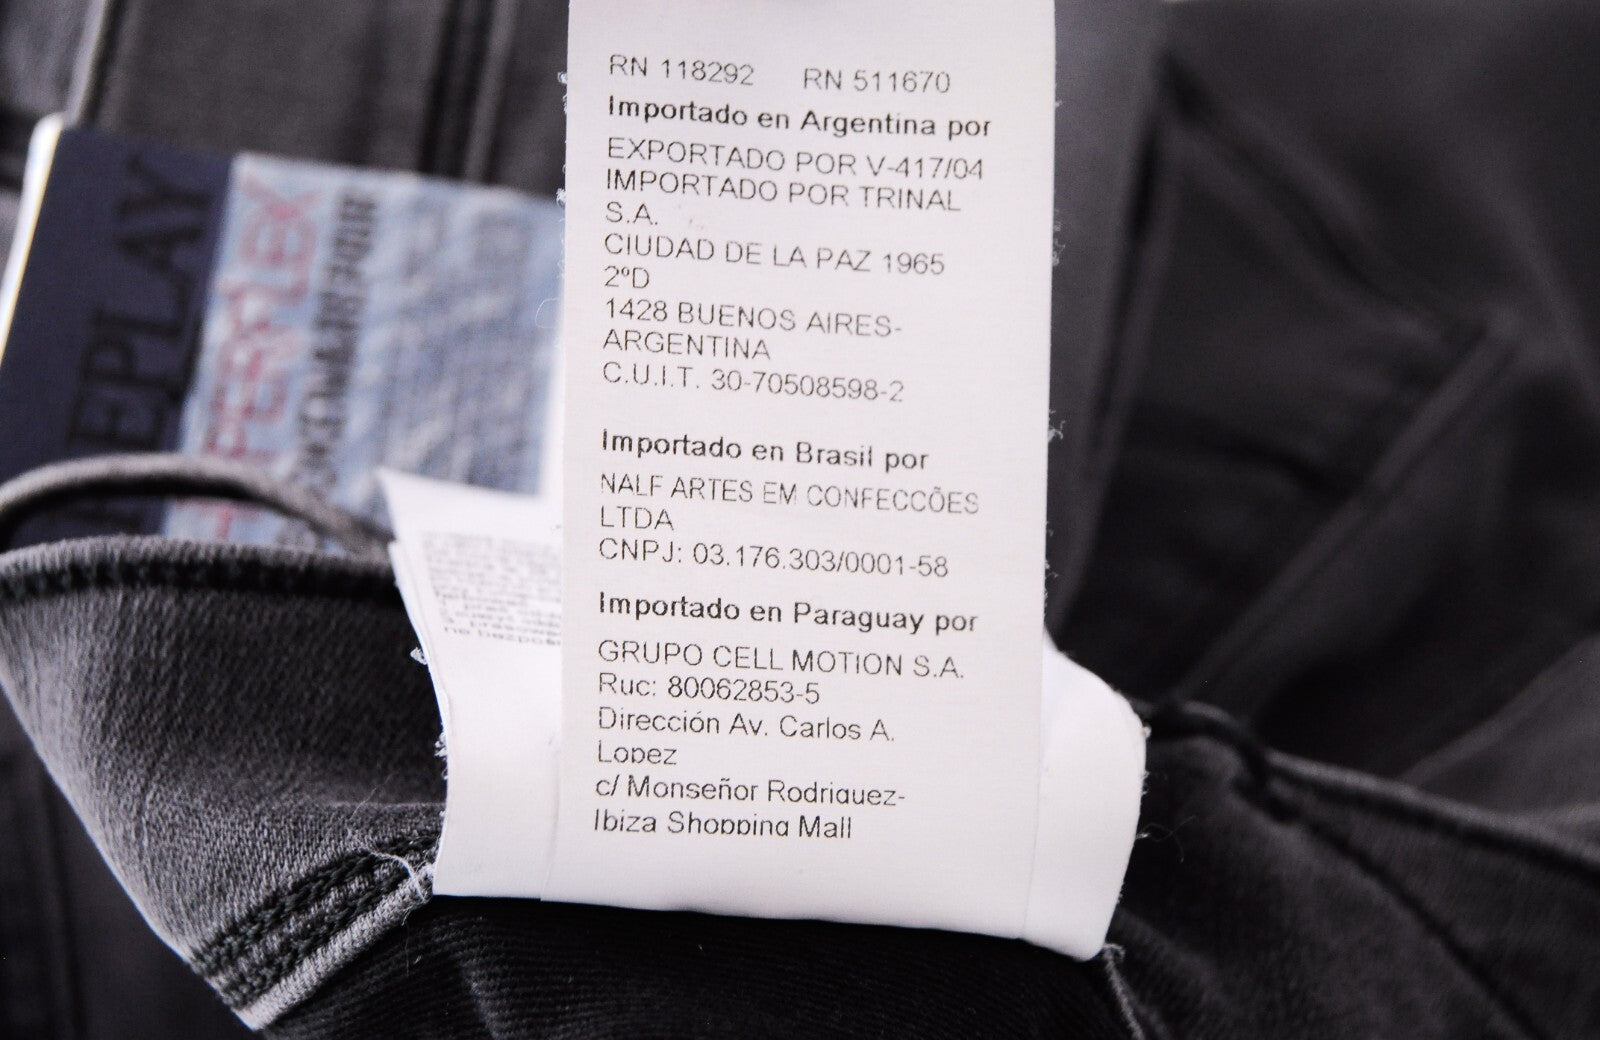 RN 118292 RN 511670
Importado en Argentina por
EXPORTADO POR V-417/04
IMPORTADO POR TRINAL
S.A.
CIUDAD DE LA PAZ 1965
2ºD
1428 BUENOS AIRES-
ARGENTINA
C.U.I.T. 30-70508598-2
Importado en Brasil por
NALF ARTES EM CONFECCÕES
LTDA
CNPJ: 03.176.303/0001-58
Importado en Paraguay por
GRUPO CELL MOTION S.A.
Ruc: 80062853-5
Dirección Av. Carlos A.
Lopez
c/ Monseñor Rodriguez-
Ibiza Shopping Mall
REPLAY